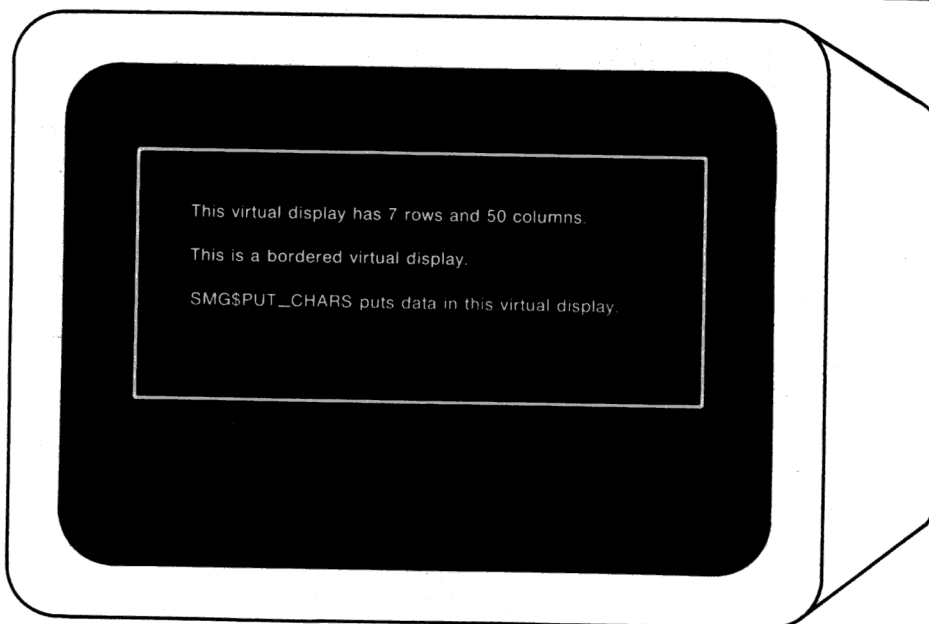 This virtual display has 7 rows and 50 columns.
This is a bordered virtual display.
SMG$PUT_CHARS puts data in this virtual display.